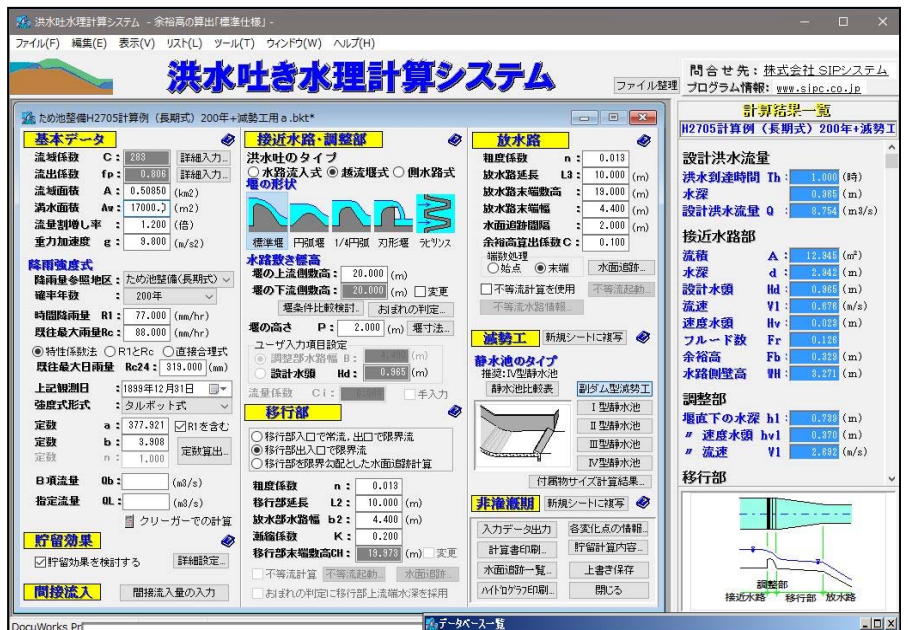 洪水吐水理計算システム - 余裕高の算出「標準仕様」 -
ファイル(F) 編集(E) 表示(V) リスト(L) ツール(T) ウィンドウ(W) ヘルプ(H)
洪水吐き水理計算システム
ファイル整理
問合せ先：株式会社SIPシステム
プログラム情報：www.sipc.co.jp
ため池整備H2705計算例（長期式）200年+減勢工用a.bkt*
基本データ
流域係数 C： 283 詳細入力...
流出係数 fp： 0.806 詳細入力...
流域面積 A： 0.50850 (km2)
満水面積 Aw： 17000.0 (m2)
流量割増し率 ： 1.200 (倍)
重力加速度 g： 9.800 (m/s2)
降雨強度式
降雨量参照地区：ため池整備(長期式)
確率年数 ： 200年
時間降雨量 R1： 77.000 (mm/hr)
既往最大雨量Rc： 88.000 (mm/hr)
特性係数法 R1とRc 直接合理式
既往最大日雨量 Rc24： 319.000 (mm)
上記観測日 ：1899年12月31日
強度式形式 ：タルボット式
定数 a： 377.921 R1を含む
定数 b： 3.908
定数 n： 1.000
定数算出...
日項流量 Qb： (m3/s)
指定流量 QL： (m3/s)
クリーガーでの計算
貯留効果
貯留効果を検討する 詳細設定...
間接流入 間接流入量の入力
接近水路・調整部
洪水吐のタイプ
水路流入式 越流堰式 側水路式
堰の形状
標準堰 円弧堰 1/4円弧 刃形堰 ラビリンス
水路敷き標高
堰の上流側敷高： 20.000 (m)
堰の下流側敷高： 20.000 (m) 変更
堰条件比較検討.. おぼれの判定...
堰の高さ P： 2.000 (m) 堰寸法...
ユーザ入力項目設定
調整部水路幅 B： 4.400 (m)
設計水頭 Hd： 0.965 (m)
流量係数 Ci： 手入力
移行部
移行部入口で常流，出口で限界流
移行部出入口で限界流
移行部を限界勾配とした水面追跡計算
粗度係数 n： 0.013
移行部延長 L2： 10.000 (m)
放水部水路幅 b2： 4.400 (m)
漸縮係数 K： 0.200
移行部末端敷高CH： 19.973 (m) 変更
不等流計算 不等流起動... 水面追跡...
おぼれの判定に移行部上流端水深を採用
放水路
粗度係数 n： 0.013
放水路延長 L3： 10.000 (m)
放水路末端敷高 ： 19.000 (m)
放水路末端幅 ： 4.400 (m)
水面追跡間隔 ： 2.000 (m)
余裕高算出係数C： 0.100
端数処理
始点 末端 水面追跡...
不等流計算を使用 不等流起動...
不等流水路情報...
減勢工 新規シートに複写
静水池のタイプ
推奨:Ⅳ型静水池
静水池比較表 副ダム型減勢工
Ⅰ型静水池
Ⅱ型静水池
Ⅲ型静水池
Ⅳ型静水池
付属物サイズ計算結果...
非灌漑期 新規シートに複写
入力データ出力 各変化点の情報..
計算書印刷... 貯留計算内容...
水面追跡一覧... 上書き保存
ハイドログラフ印刷... 閉じる
計算結果一覧
H2705計算例（長期式）200年+減勢工
設計洪水流量
洪水到達時間 Th： 1.000 (時)
水深 ： 0.965 (m)
設計洪水流量 Q ： 8.754 (m3/s)
接近水路部
流積 A ： 12.945 (m²)
水深 d ： 2.942 (m)
設計水頭 Hd ： 0.965 (m)
流速 V1 ： 0.676 (m/s)
速度水頭 Hv ： 0.023 (m)
フルード数 Fr ： 0.126
余裕高 Fb ： 0.329 (m)
水路側壁高 WH ： 3.271 (m)
調整部
堰直下の水深 h1 ： 0.739 (m)
〃 速度水頭 hv1 ： 0.370 (m)
〃 流速 V1 ： 2.692 (m/s)
移行部
調整部
接近水路 移行部 放水路
データベース一覧